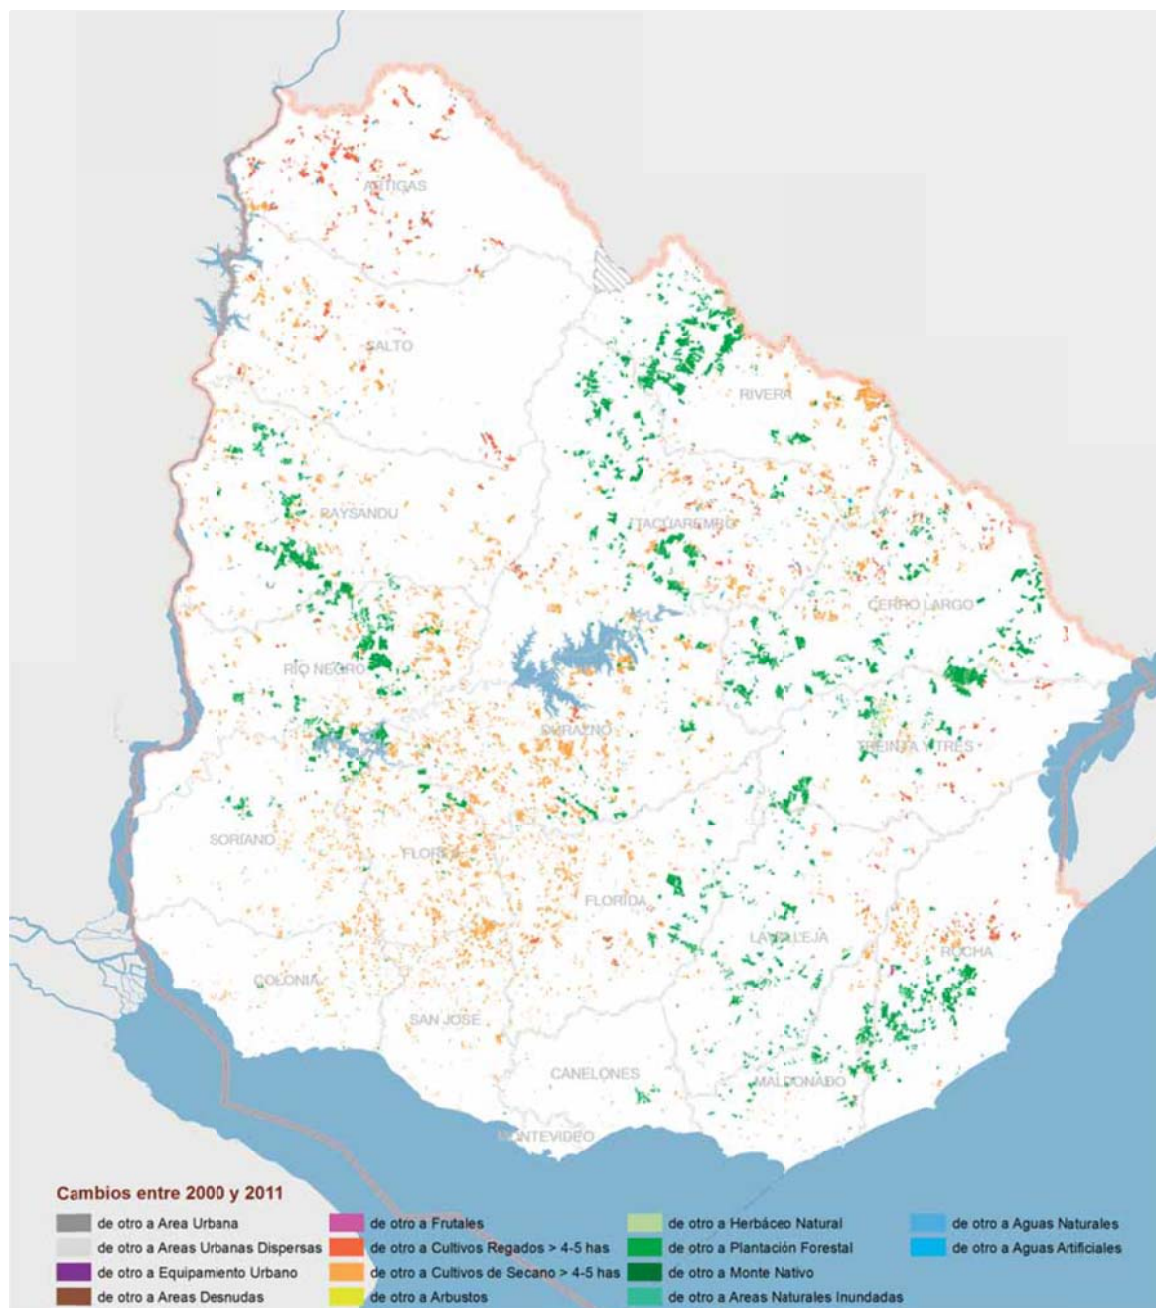 ARTIGAS
SALTO
RIVERA
PAYSANDU
TACUAREMBO
CERRO LARGO
RIO NEGRO
DURAZNO
TREINTA Y TRES
SORIANO
FLORES
FLORIDA
LAVALLEJA
ROCHA
COLONIA
SAN JOSE
CANELONES
MALDONADO
MONTEVIDEO
Cambios entre 2000 y 2011
de otro a Area Urbana
de otro a Areas Urbanas Dispersas
de otro a Equipamiento Urbano
de otro a Areas Desnudas
de otro a Frutales
de otro a Cultivos Regados > 4-5 has
de otro a Cultivos de Secano > 4-5 has
de otro a Arbustos
de otro a Herbáceo Natural
de otro a Plantación Forestal
de otro a Monte Nativo
de otro a Areas Naturales Inundadas
de otro a Aguas Naturales
de otro a Aguas Artificiales